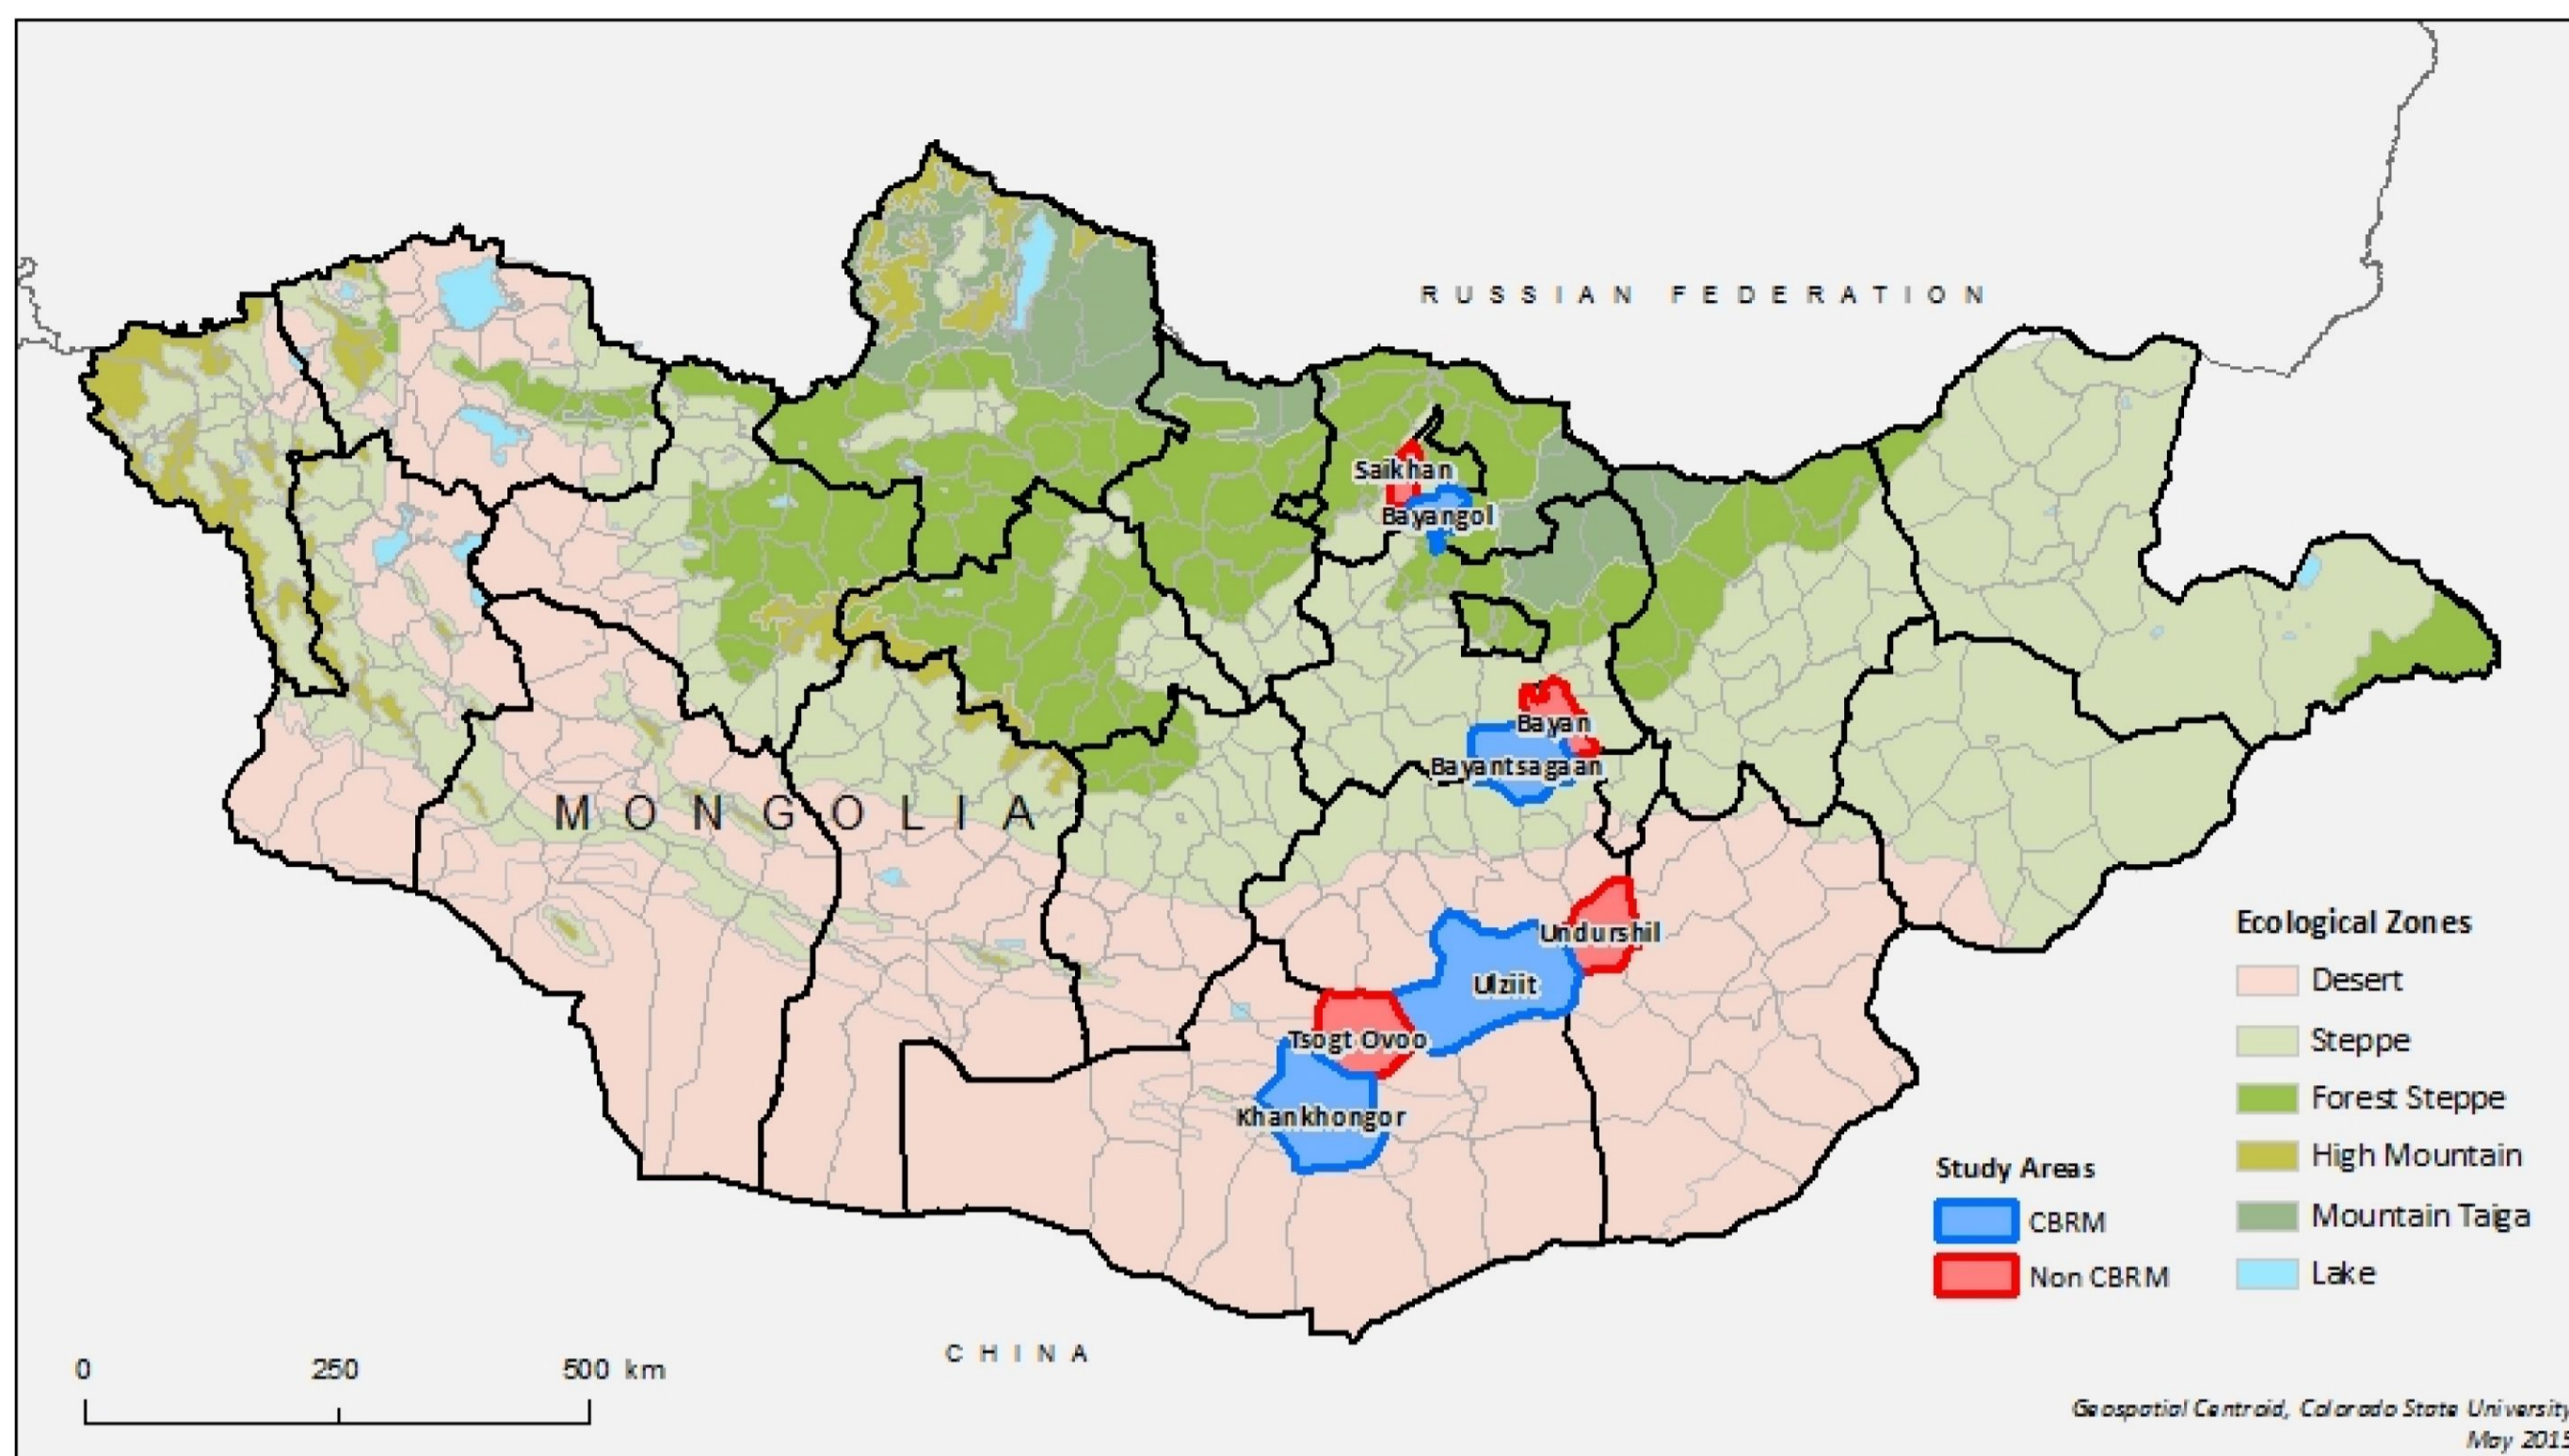 RUSSIAN FEDERATION
Saikhan
Bayangol
Bayan
Bayantsagaan
MONGOLIA
Undurshil
Ulziit
Tsogt Ovoo
Khankhongor
Ecological Zones
Desert
Steppe
Forest Steppe
High Mountain
Mountain Taiga
Lake
Study Areas
CBRM
Non CBRM
CHINA
0 250 500 km
Geospatial Centroid, Colorado State University
May 2015